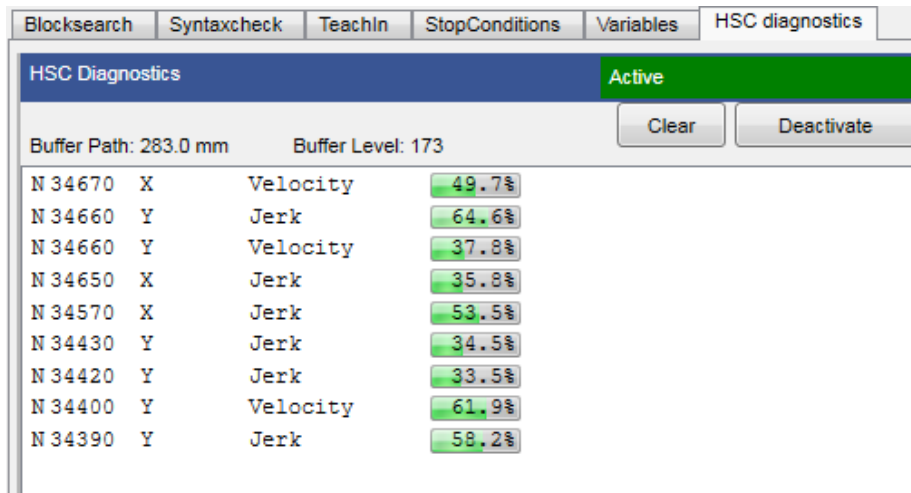 Blocksearch Syntaxcheck TeachIn StopConditions Variables HSC diagnostics
HSC Diagnostics Active
Clear Deactivate
Buffer Path: 283.0 mm Buffer Level: 173
N 34670 X Velocity 49.7%
N 34660 Y Jerk 64.6%
N 34660 Y Velocity 37.8%
N 34650 X Jerk 35.8%
N 34570 X Jerk 53.5%
N 34430 Y Jerk 34.5%
N 34420 Y Jerk 33.5%
N 34400 Y Velocity 61.9%
N 34390 Y Jerk 58.2%